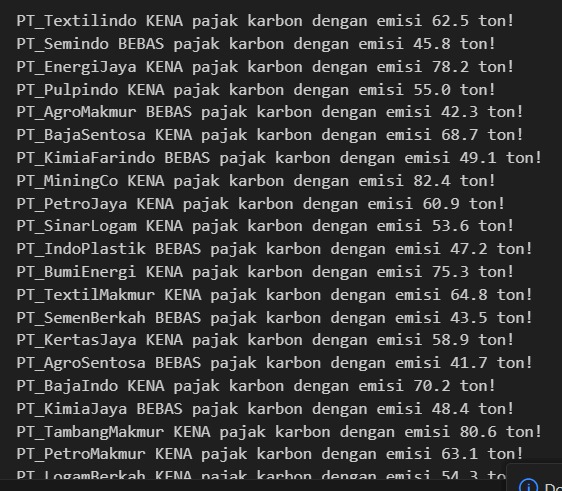 PT_Textilindo KENA pajak karbon dengan emisi 62.5 ton!
PT_Semindo BEBAS pajak karbon dengan emisi 45.8 ton!
PT_EnergiJaya KENA pajak karbon dengan emisi 78.2 ton!
PT_Pulpindo KENA pajak karbon dengan emisi 55.0 ton!
PT_AgroMakmur BEBAS pajak karbon dengan emisi 42.3 ton!
PT_BajaSentosa KENA pajak karbon dengan emisi 68.7 ton!
PT_KimiaFarindo BEBAS pajak karbon dengan emisi 49.1 ton!
PT_MiningCo KENA pajak karbon dengan emisi 82.4 ton!
PT_PetroJaya KENA pajak karbon dengan emisi 60.9 ton!
PT_SinarLogam KENA pajak karbon dengan emisi 53.6 ton!
PT_IndoPlastik BEBAS pajak karbon dengan emisi 47.2 ton!
PT_BumiEnergi KENA pajak karbon dengan emisi 75.3 ton!
PT_TextilMakmur KENA pajak karbon dengan emisi 64.8 ton!
PT_SemenBerkah BEBAS pajak karbon dengan emisi 43.5 ton!
PT_KertasJaya KENA pajak karbon dengan emisi 58.9 ton!
PT_AgroSentosa BEBAS pajak karbon dengan emisi 41.7 ton!
PT_BajaIndo KENA pajak karbon dengan emisi 70.2 ton!
PT_KimiaJaya BEBAS pajak karbon dengan emisi 48.4 ton!
PT_TambangMakmur KENA pajak karbon dengan emisi 80.6 ton!
PT_PetroMakmur KENA pajak karbon dengan emisi 63.1 ton!
PT_LogamBerkah KENA pajak karbon dengan emisi 54.3